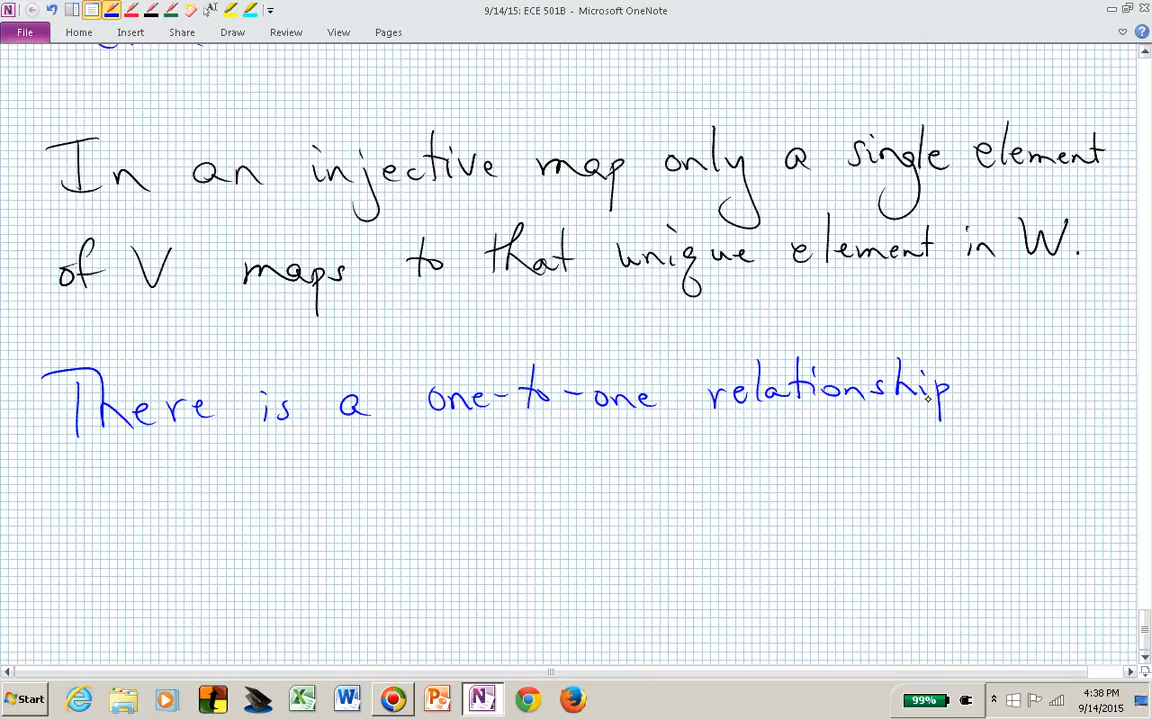 9/14/15: ECE 501B - Microsoft OneNote
File Home Insert Share Draw Review View Pages
In an injective map only a single element
of V maps to that unique element in W.
There is a one-to-one relationship
Start 99% 4:38 PM
9/14/2015